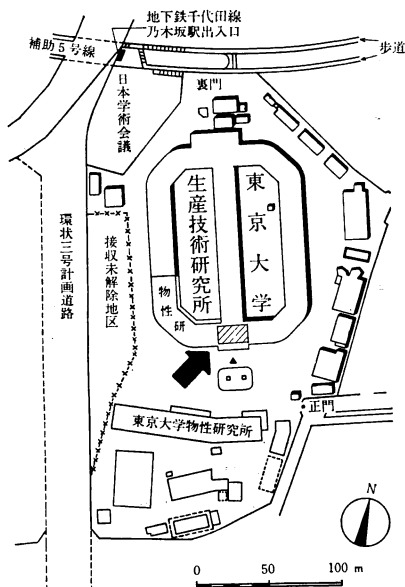 地下鉄千代田線
乃木坂駅出入口
補助5号線
歩道
日本学術会議
裏門
東京大学
生産技術研究所
物性研
環状三号計画道路
接収未解除地区
正門
東京大学物性研究所
N
0 50 100 m